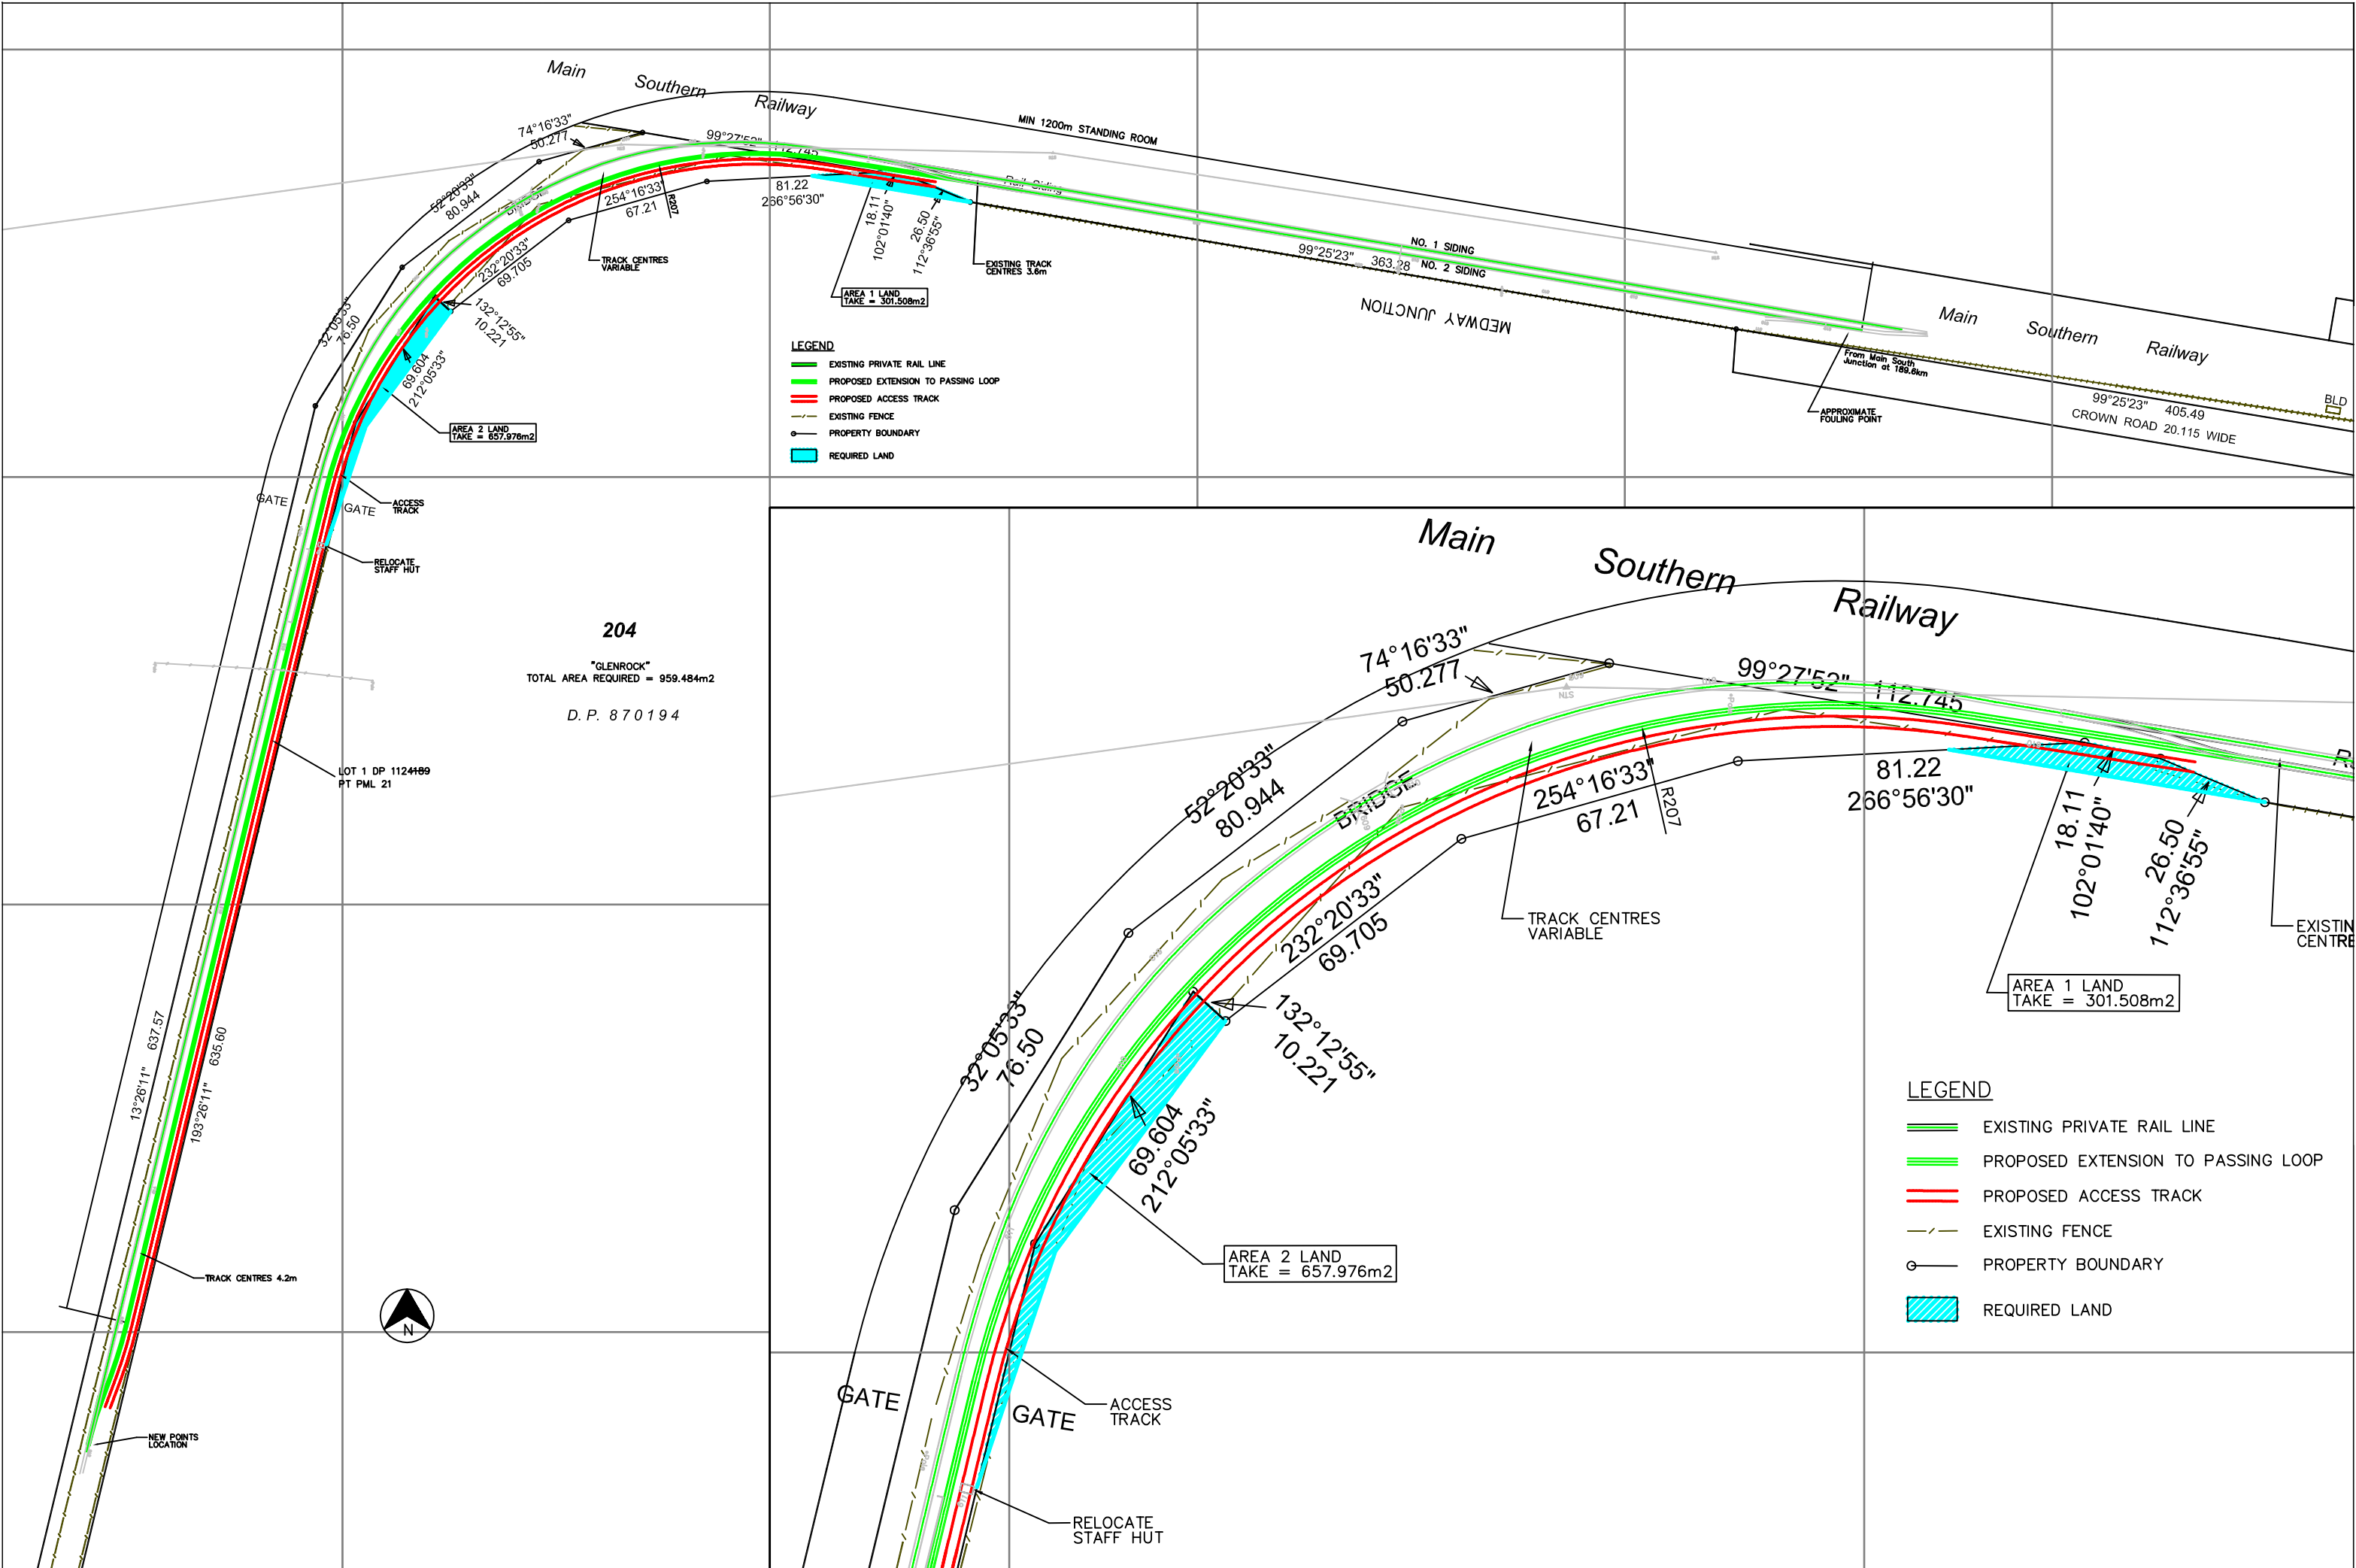 Main Southern Railway
MIN 1200m STANDING ROOM
74°16'33"
50.277
99°27'52" 112.745
52°20'33"
80.944
BRIDGE
254°16'33"
67.21
R207
81.22
266°56'30"
18.11
102°01'40"
26.50
112°36'55"
Rail Siding
TRACK CENTRES
VARIABLE
232°20'33"
69.705
EXISTING TRACK
CENTRES 3.6m
AREA 1 LAND
TAKE = 301.508m2
NO. 1 SIDING
NO. 2 SIDING
99°25'23" 363.28
MEDWAY JUNCTION
Main Southern Railway
From Main South
Junction at 189.6km
APPROXIMATE
FOULING POINT
99°25'23" 405.49
CROWN ROAD 20.115 WIDE
BLD
32°05'33"
76.50
132°12'55"
10.221
69.604
212°05'33"
AREA 2 LAND
TAKE = 657.976m2
LEGEND
EXISTING PRIVATE RAIL LINE
PROPOSED EXTENSION TO PASSING LOOP
PROPOSED ACCESS TRACK
EXISTING FENCE
PROPERTY BOUNDARY
REQUIRED LAND
GATE
GATE
ACCESS
TRACK
RELOCATE
STAFF HUT
204
"GLENROCK"
TOTAL AREA REQUIRED = 959.484m2
D. P. 870194
LOT 1 DP 1124189
PT PML 21
637.57
13°26'11"
635.60
193°26'11"
TRACK CENTRES 4.2m
N
NEW POINTS
LOCATION
Main Southern Railway
74°16'33"
50.277
STN
99°27'52" 112.745
52°20'33"
80.944
BRIDGE
254°16'33"
67.21
R207
81.22
266°56'30"
18.11
102°01'40"
26.50
112°36'55"
TRACK CENTRES
VARIABLE
232°20'33"
69.705
EXISTIN
CENTRE
AREA 1 LAND
TAKE = 301.508m2
32°05'33"
76.50
132°12'55"
10.221
69.604
212°05'33"
AREA 2 LAND
TAKE = 657.976m2
LEGEND
EXISTING PRIVATE RAIL LINE
PROPOSED EXTENSION TO PASSING LOOP
PROPOSED ACCESS TRACK
EXISTING FENCE
PROPERTY BOUNDARY
REQUIRED LAND
GATE
GATE
ACCESS
TRACK
RELOCATE
STAFF HUT